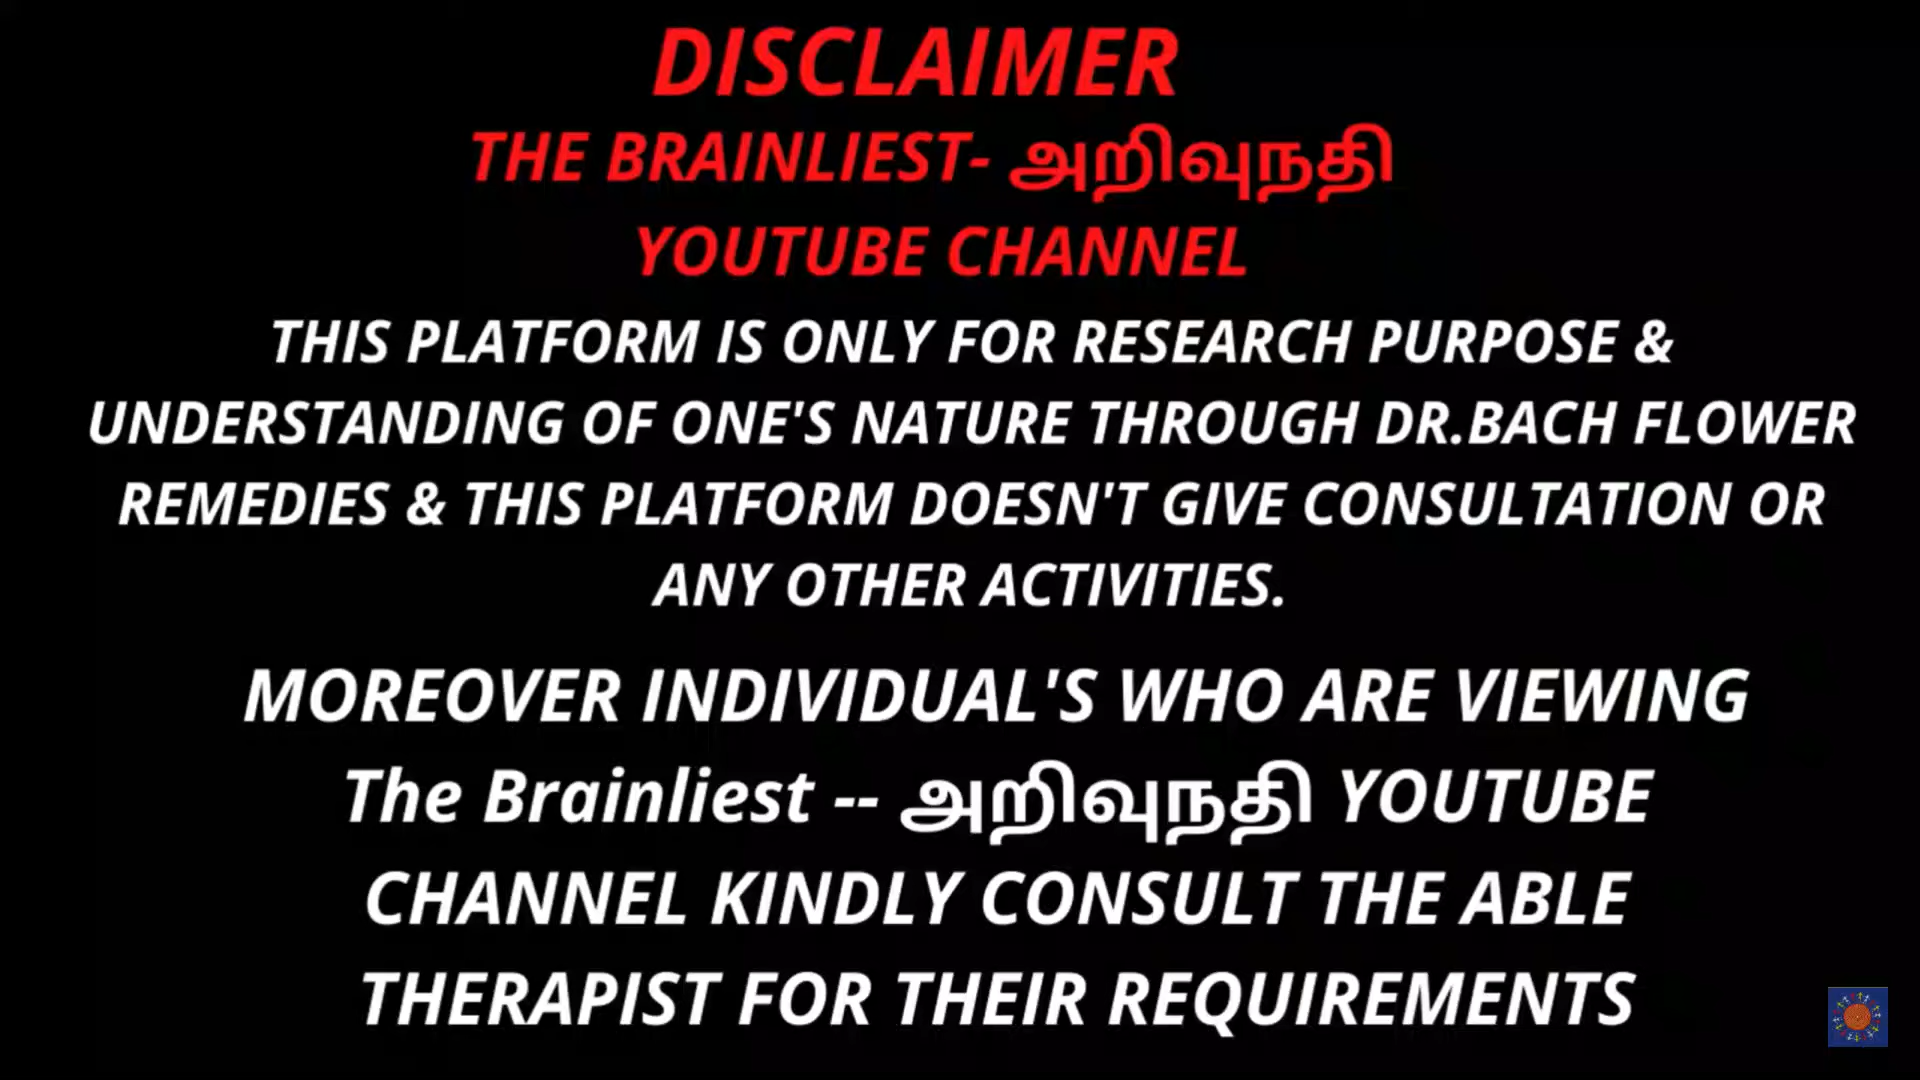 DISCLAIMER
THE BRAINLIEST- அறிவுநதி
YOUTUBE CHANNEL
THIS PLATFORM IS ONLY FOR RESEARCH PURPOSE &
UNDERSTANDING OF ONE'S NATURE THROUGH DR.BACH FLOWER
REMEDIES & THIS PLATFORM DOESN'T GIVE CONSULTATION OR
ANY OTHER ACTIVITIES.
MOREOVER INDIVIDUAL'S WHO ARE VIEWING
The Brainliest -- அறிவுநதி YOUTUBE
CHANNEL KINDLY CONSULT THE ABLE
THERAPIST FOR THEIR REQUIREMENTS